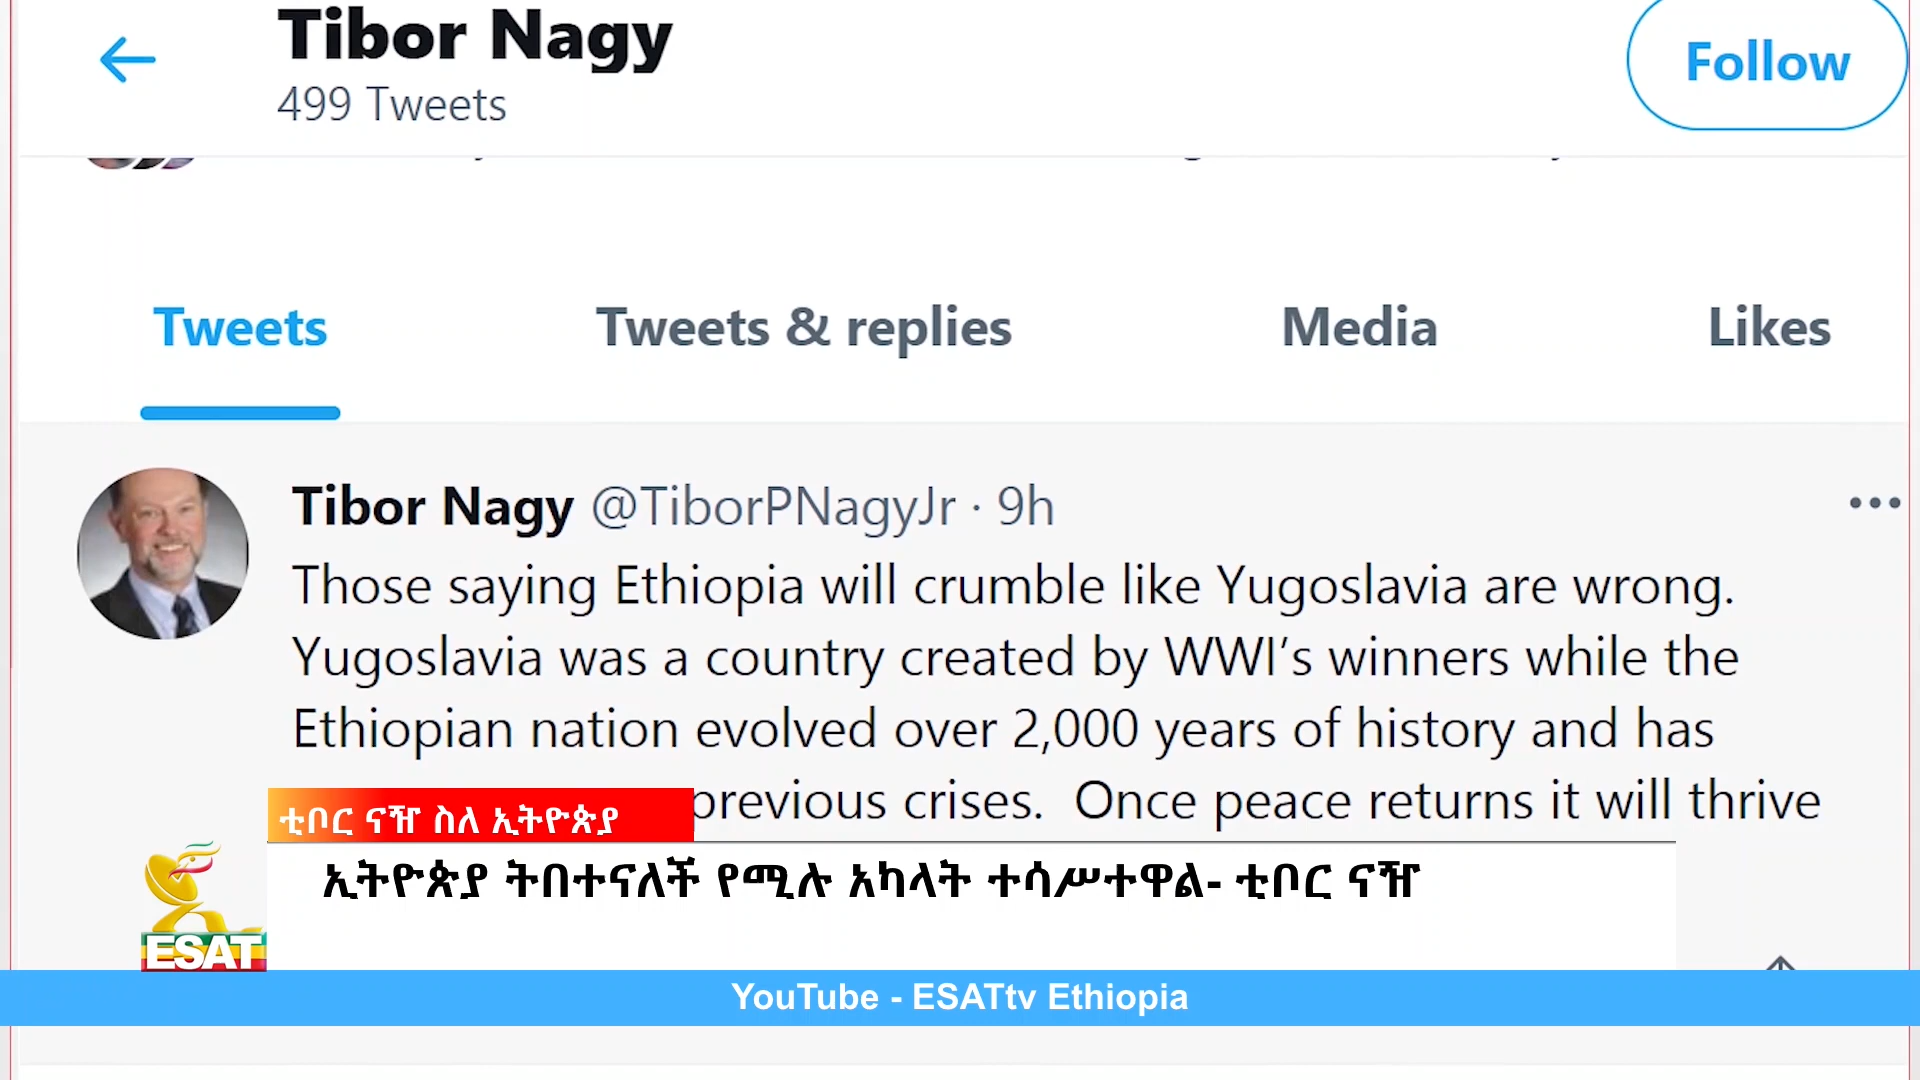 Tibor Nagy
499 Tweets
Follow
Tweets
Tweets & replies
Media
Likes
Tibor Nagy @TiborPNagyJr · 9h
Those saying Ethiopia will crumble like Yugoslavia are wrong.
Yugoslavia was a country created by WWI’s winners while the
Ethiopian nation evolved over 2,000 years of history and has
previous crises.  Once peace returns it will thrive
ቲቦር ናዥ ስለ ኢትዮጵያ
ኢትዮጵያ ትበተናለች የሚሉ አካላት ተሳሥተዋል- ቲቦር ናዥ
ESAT
YouTube - ESATtv Ethiopia